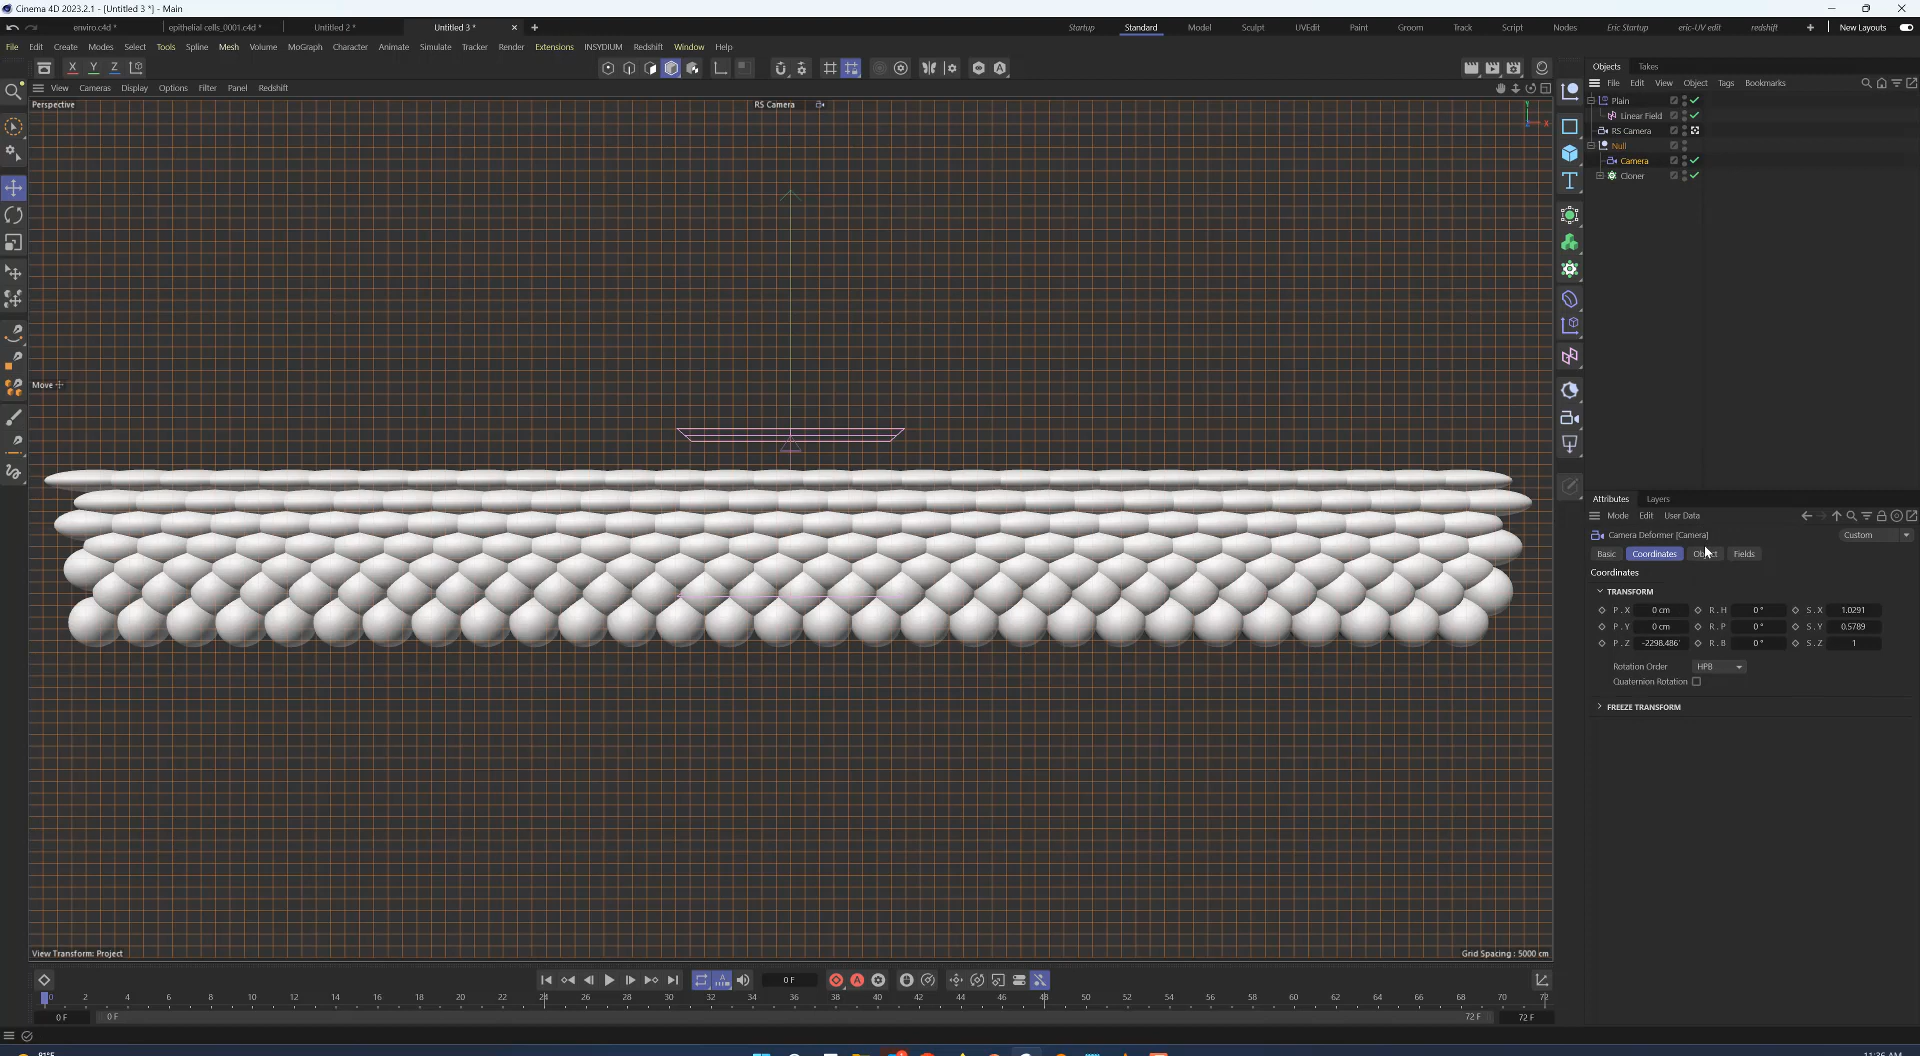 Cinema 4D 2023.2.1 - [Untitled 3 *] - Main
enviro.c4d *
epithelial cells_0001.c4d *
Untitled 2 *
Untitled 3 *
Startup
Standard
Model
Sculpt
UVEdit
Paint
Groom
Track
Script
Nodes
Eric Startup
eric-UV edit
redshift
New Layouts
File Edit Create Modes Select Tools Spline Mesh Volume MoGraph Character Animate Simulate Tracker Render Extensions INSYDIUM Redshift Window Help
X Y Z
View Cameras Display Options Filter Panel Redshift
Perspective
RS Camera
Y
X
Move
View Transform: Project
Grid Spacing : 5000 cm
Objects Takes
File Edit View Object Tags Bookmarks
Plain
Linear Field
RS Camera
Null
Camera
Cloner
Attributes Layers
Mode Edit User Data
Camera Deformer [Camera]
Custom
Basic Coordinates Object Fields
Coordinates
TRANSFORM
P . X 0 cm R . H 0 ° S . X 1.0291
P . Y 0 cm R . P 0 ° S . Y 0.5789
P . Z -2298.486 R . B 0 ° S . Z 1
Rotation Order HPB
Quaternion Rotation
FREEZE TRANSFORM
0 F
0 2 4 6 8 10 12 14 16 18 20 22 24 26 28 30 32 34 36 38 40 42 44 46 48 50 52 54 56 58 60 62 64 66 68 70 72
0 F
0 F
72 F
72 F
81°F
11:36 AM